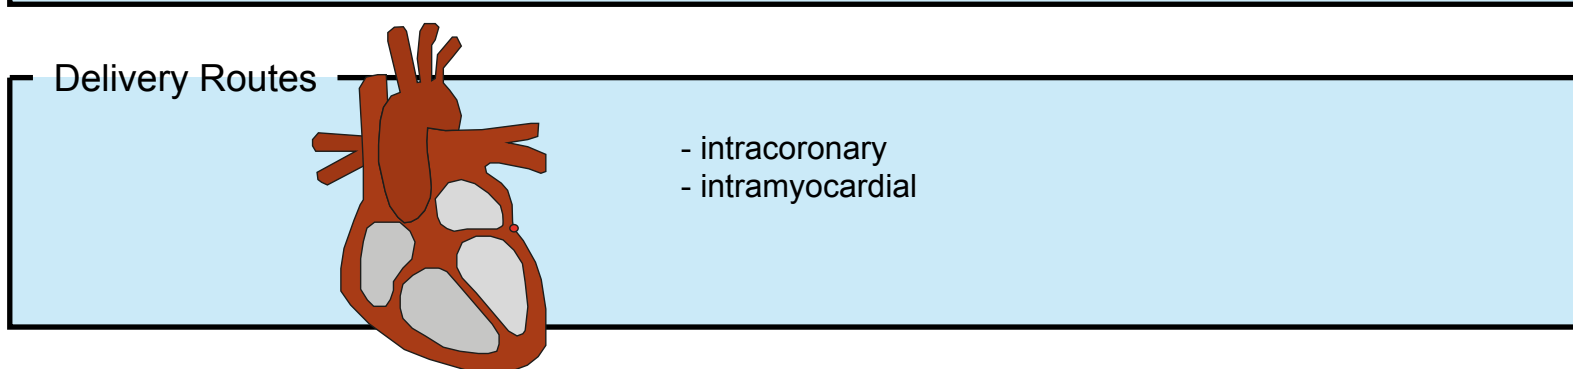 Delivery Routes
- intracoronary
- intramyocardial